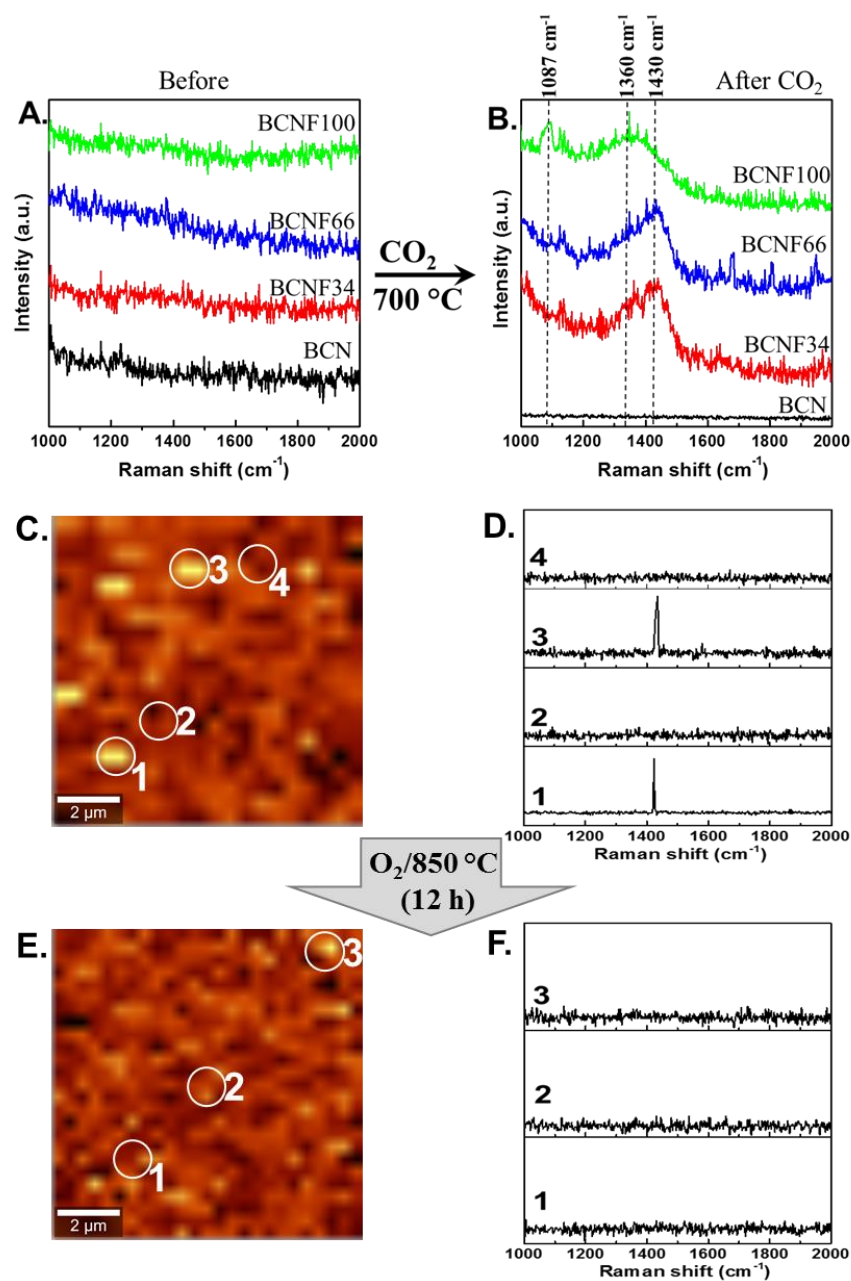 Before
After CO₂
1087 cm⁻¹
1360 cm⁻¹
1430 cm⁻¹
A.
BCNF100
BCNF66
BCNF34
BCN
Intensity (a.u.)
1000 1200 1400 1600 1800 2000
Raman shift (cm⁻¹)
CO₂
700 °C
B.
BCNF100
BCNF66
BCNF34
BCN
Intensity (a.u.)
1000 1200 1400 1600 1800 2000
Raman shift (cm⁻¹)
C.
3
4
2
1
2 µm
D.
4
3
2
1
1000 1200 1400 1600 1800 2000
Raman shift (cm⁻¹)
O₂/850 °C
(12 h)
E.
3
2
1
2 µm
F.
3
2
1
1000 1200 1400 1600 1800 2000
Raman shift (cm⁻¹)